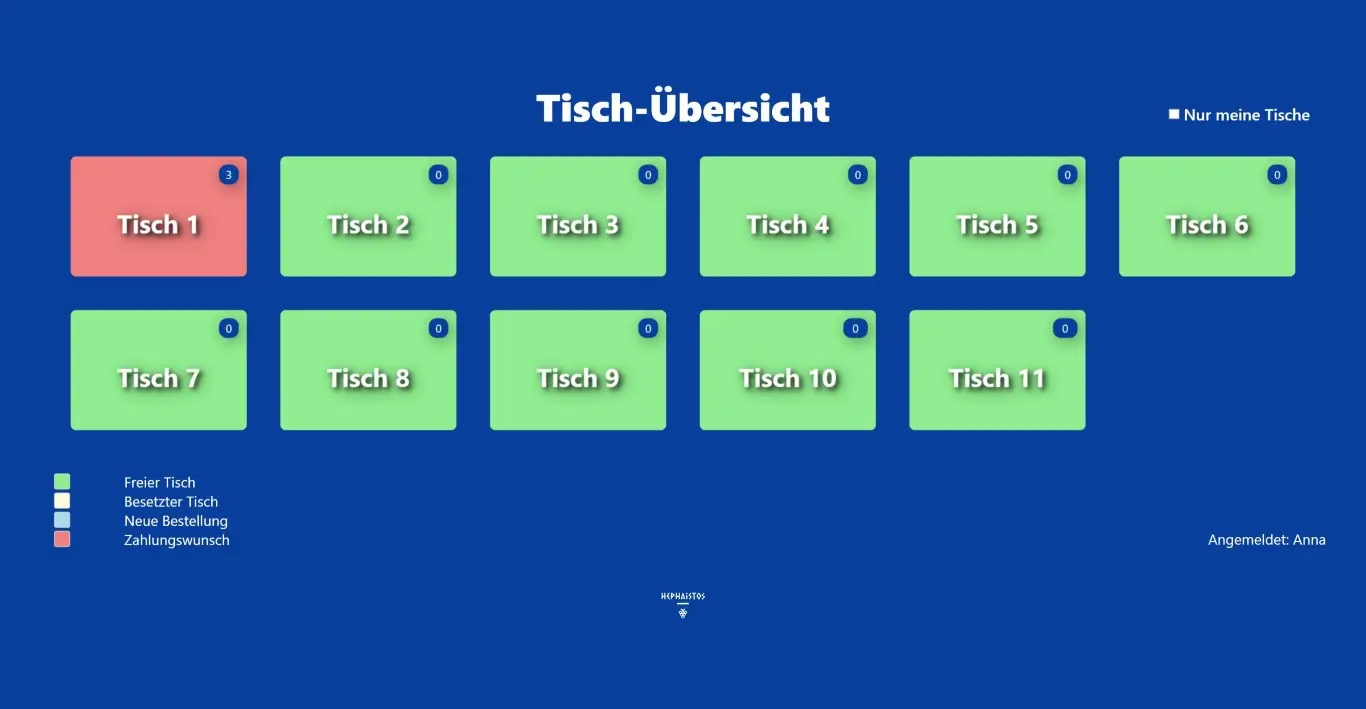 Tisch-Übersicht
Nur meine Tische
3
0
0
0
0
0
Tisch 1
Tisch 2
Tisch 3
Tisch 4
Tisch 5
Tisch 6
0
0
0
0
0
Tisch 7
Tisch 8
Tisch 9
Tisch 10
Tisch 11
Freier Tisch
Besetzter Tisch
Neue Bestellung
Zahlungswunsch
Angemeldet: Anna
HEPHAiSTOS